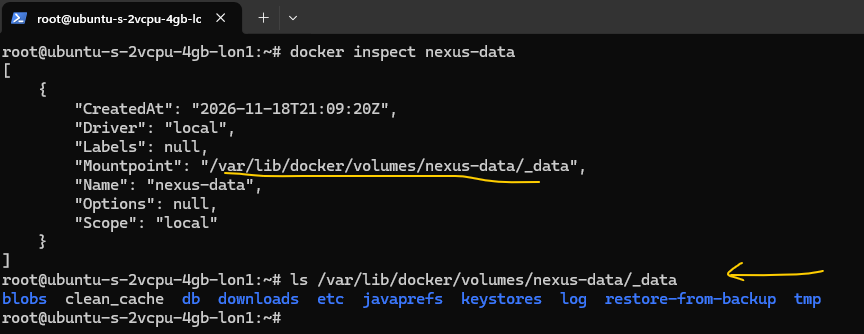 root@ubuntu-s-2vcpu-4gb-lo
root@ubuntu-s-2vcpu-4gb-lon1:~# docker inspect nexus-data
[
    {
        "CreatedAt": "2026-11-18T21:09:20Z",
        "Driver": "local",
        "Labels": null,
        "Mountpoint": "/var/lib/docker/volumes/nexus-data/_data",
        "Name": "nexus-data",
        "Options": null,
        "Scope": "local"
    }
]
root@ubuntu-s-2vcpu-4gb-lon1:~# ls /var/lib/docker/volumes/nexus-data/_data
blobs  clean_cache  db  downloads  etc  javaprefs  keystores  log  restore-from-backup  tmp
root@ubuntu-s-2vcpu-4gb-lon1:~#